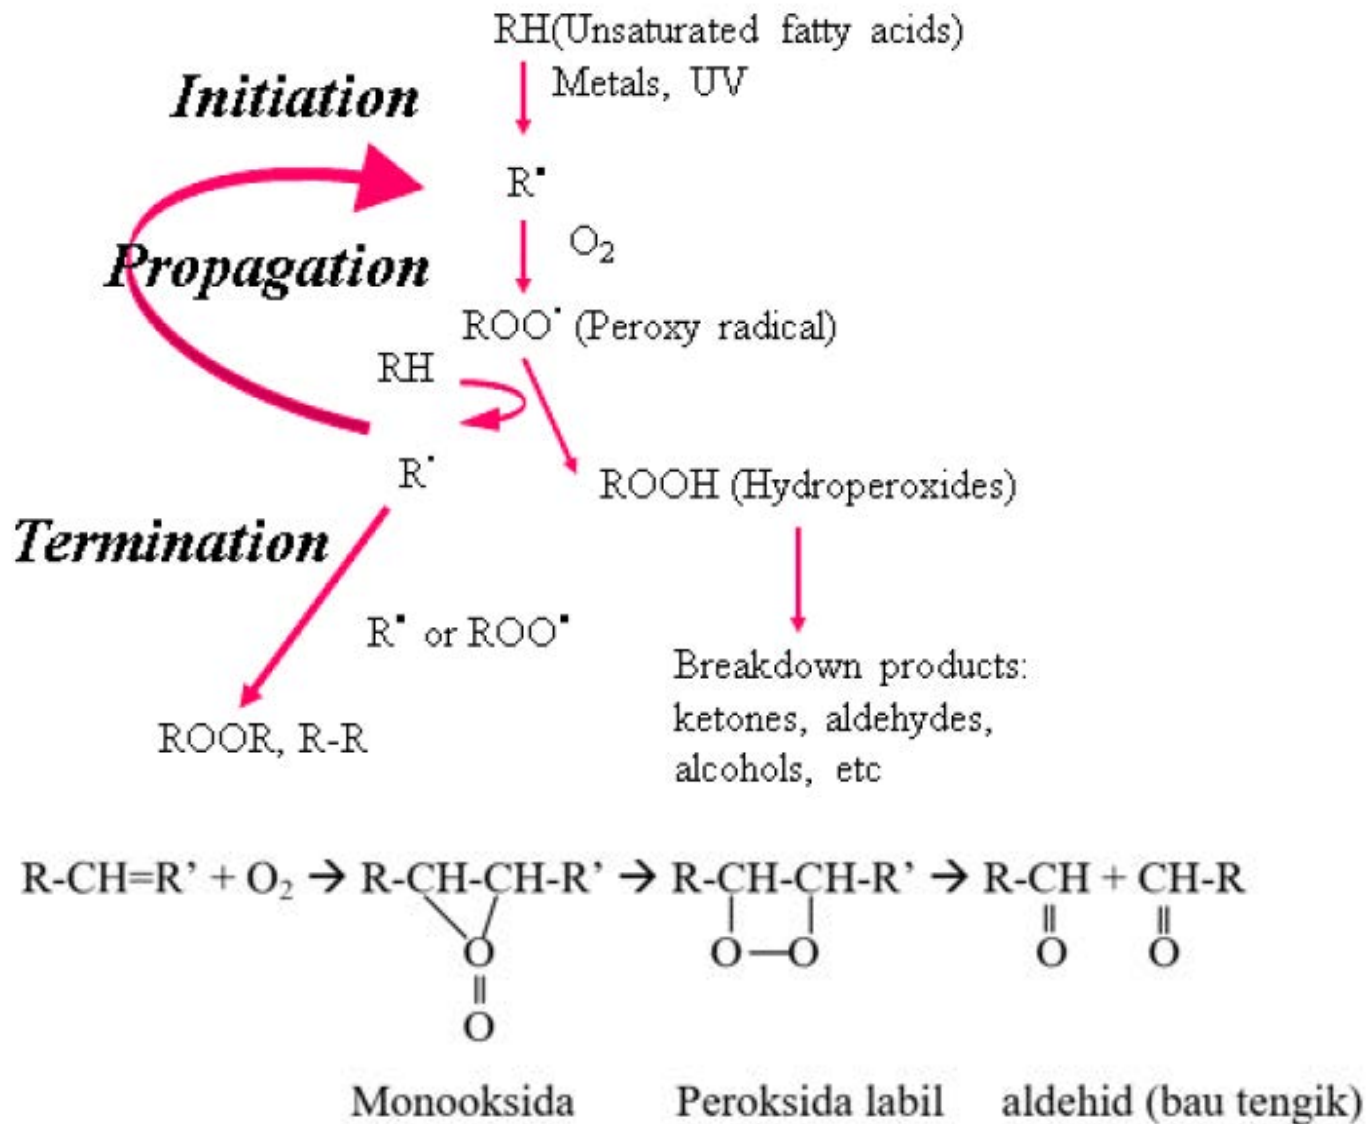 RH(Unsaturated fatty acids)
Metals, UV
Initiation
R▪
O₂
Propagation
ROO˙ (Peroxy radical)
RH
R˙
ROOH (Hydroperoxides)
Termination
R▪ or ROO▪
Breakdown products:
ketones, aldehydes,
alcohols, etc
ROOR, R-R
R-CH=R’ + O₂ → R-CH-CH-R’ → R-CH-CH-R’ → R-CH + CH-R
O O—O O O
O
Monooksida Peroksida labil aldehid (bau tengik)